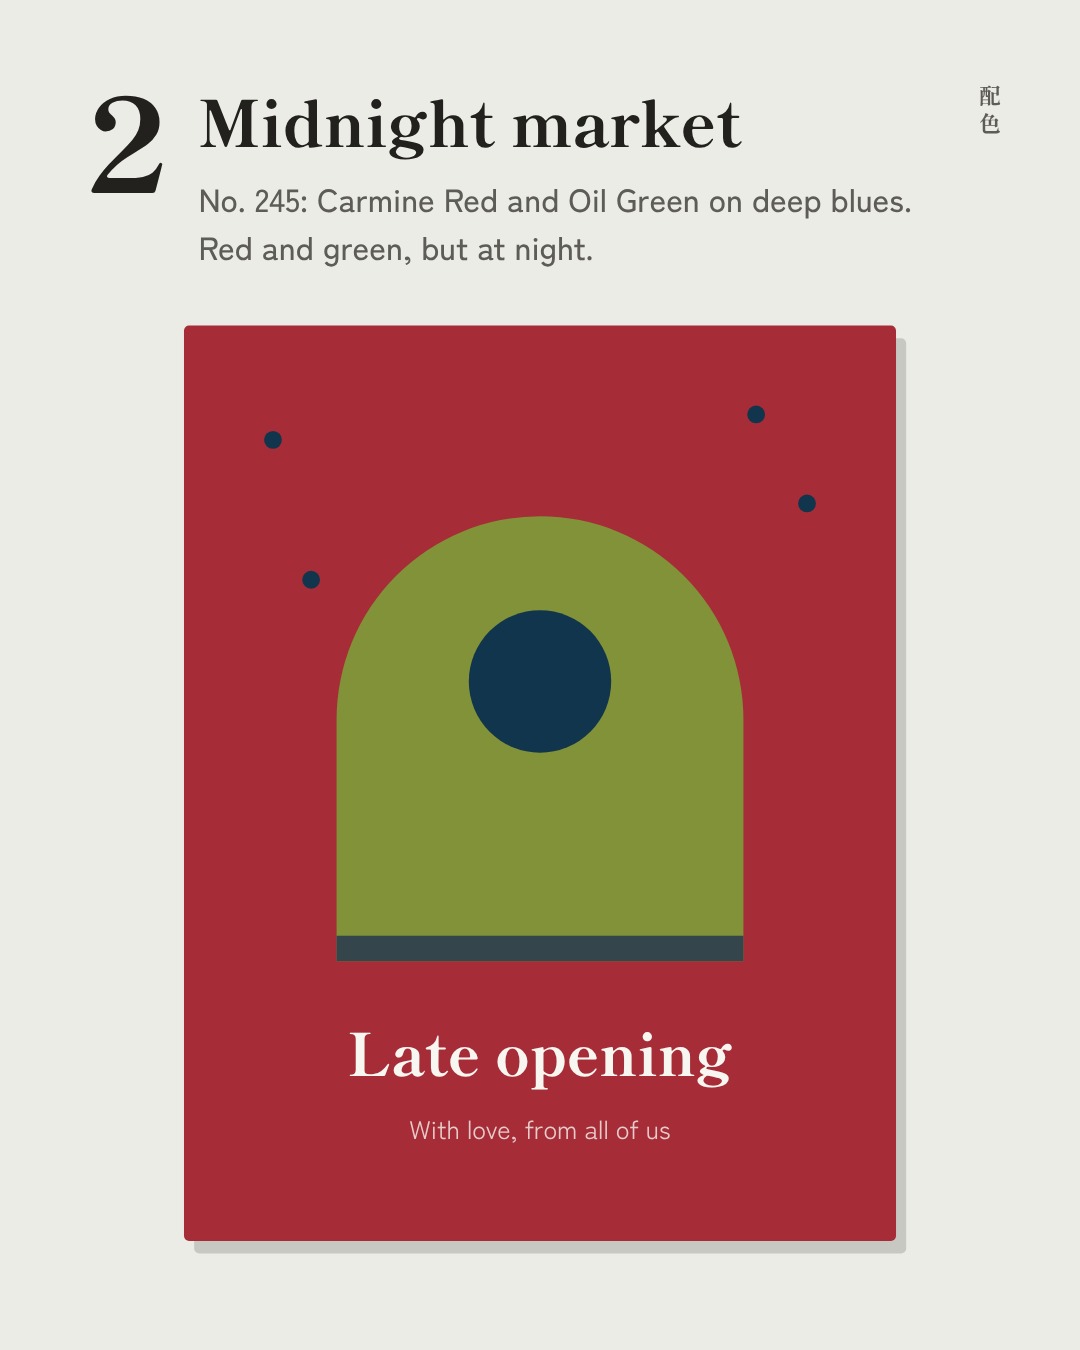 2
Midnight market
配色
No. 245: Carmine Red and Oil Green on deep blues.
Red and green, but at night.
Late opening
With love, from all of us